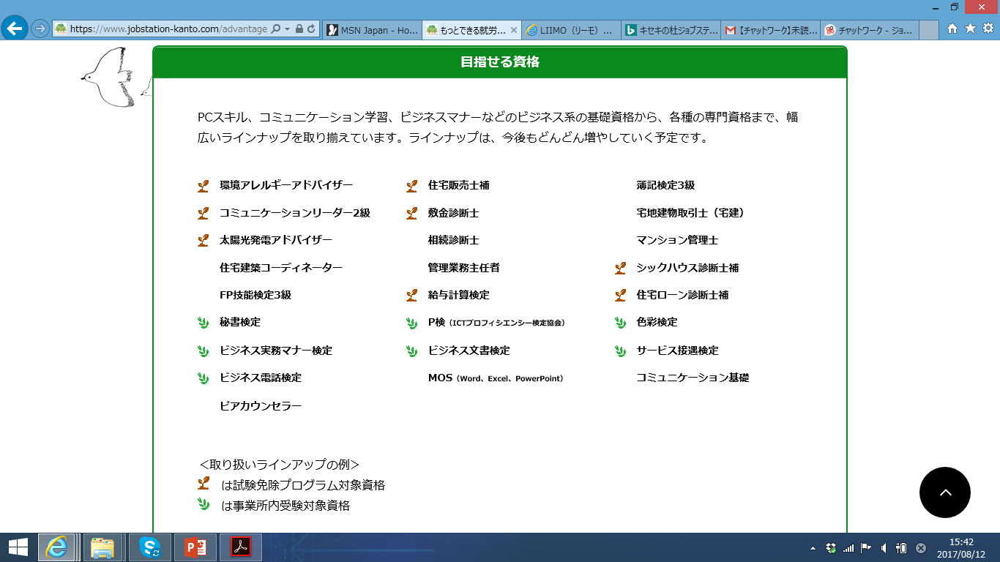 https://www.jobstation-kanto.com/advantage
MSN Japan - Ho...
もっとできる就労...
LIIMO（リーモ）...
キセキの杜ジョブステ...
【チャットワーク】未読...
チャットワーク - ジョ...
目指せる資格
PCスキル、コミュニケーション学習、ビジネスマナーなどのビジネス系の基礎資格から、各種の専門資格まで、幅
広いラインナップを取り揃えています。ラインナップは、今後もどんどん増やしていく予定です。
環境アレルギーアドバイザー 住宅販売士補 簿記検定3級
コミュニケーションリーダー2級 敷金診断士 宅地建物取引士（宅建）
太陽光発電アドバイザー 相続診断士 マンション管理士
住宅建築コーディネーター 管理業務主任者 シックハウス診断士補
FP技能検定3級 給与計算検定 住宅ローン診断士補
秘書検定 P検（ICTプロフィシエンシー検定協会） 色彩検定
ビジネス実務マナー検定 ビジネス文書検定 サービス接遇検定
ビジネス電話検定 MOS（Word、Excel、PowerPoint） コミュニケーション基礎
ピアカウンセラー
＜取り扱いラインアップの例＞
は試験免除プログラム対象資格
は事業所内受験対象資格
15:42
2017/08/12